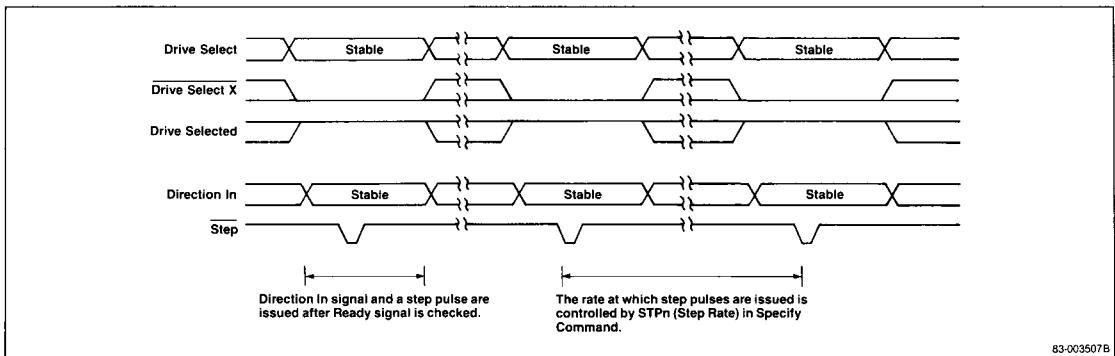 Drive Select
Stable
Stable
Stable
Drive Select X
Drive Selected
Direction In
Stable
Stable
Stable
Step
Direction In signal and a step pulse are
issued after Ready signal is checked.
The rate at which step pulses are issued is
controlled by STPn (Step Rate) in Specify
Command.
83-003507B